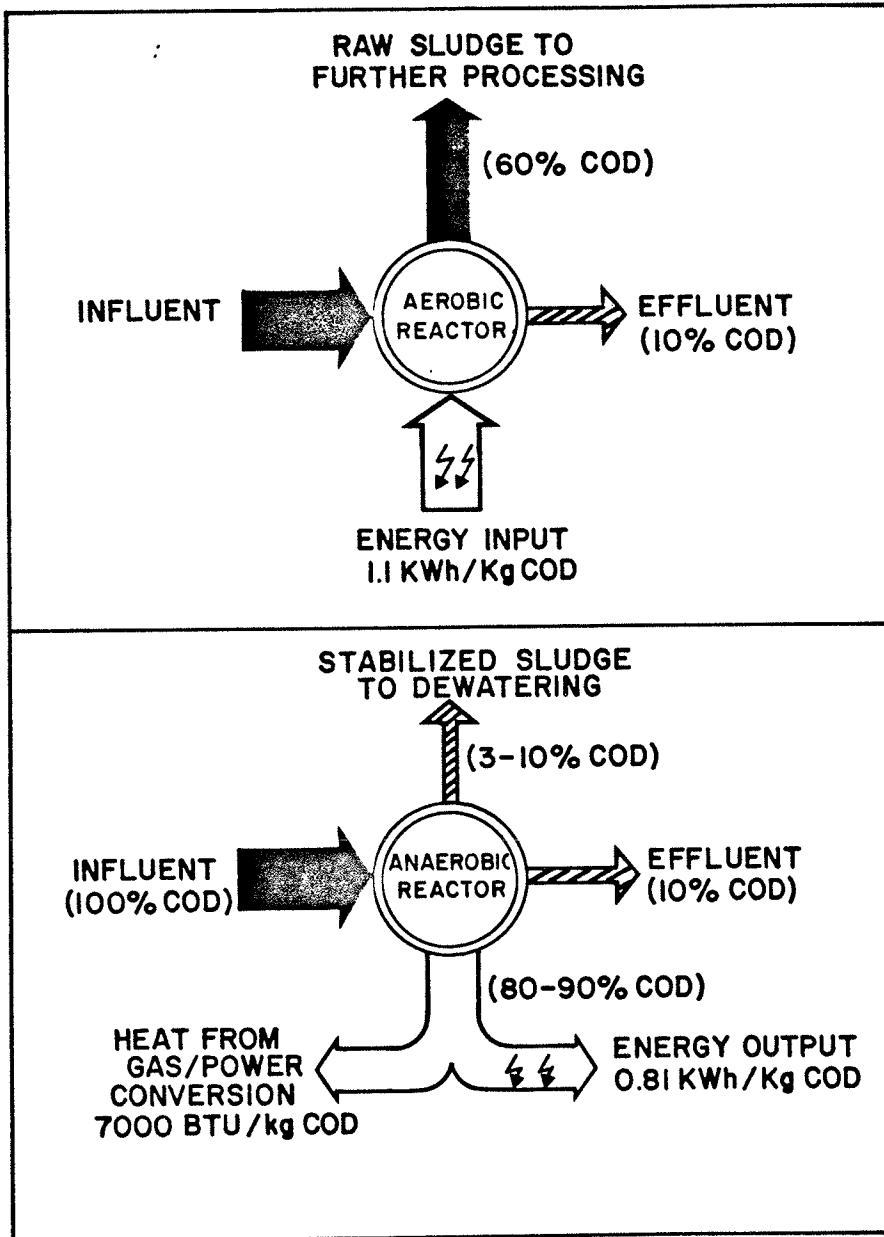 RAW SLUDGE TO
FURTHER PROCESSING
(60% COD)
INFLUENT
AEROBIC
REACTOR
EFFLUENT
(10% COD)
ENERGY INPUT
1.1 KWh/Kg COD
STABILIZED SLUDGE
TO DEWATERING
(3-10% COD)
INFLUENT
(100% COD)
ANAEROBIC
REACTOR
EFFLUENT
(10% COD)
(80-90% COD)
HEAT FROM
GAS/POWER
CONVERSION
7000 BTU/kg COD
ENERGY OUTPUT
0.81 KWh/Kg COD